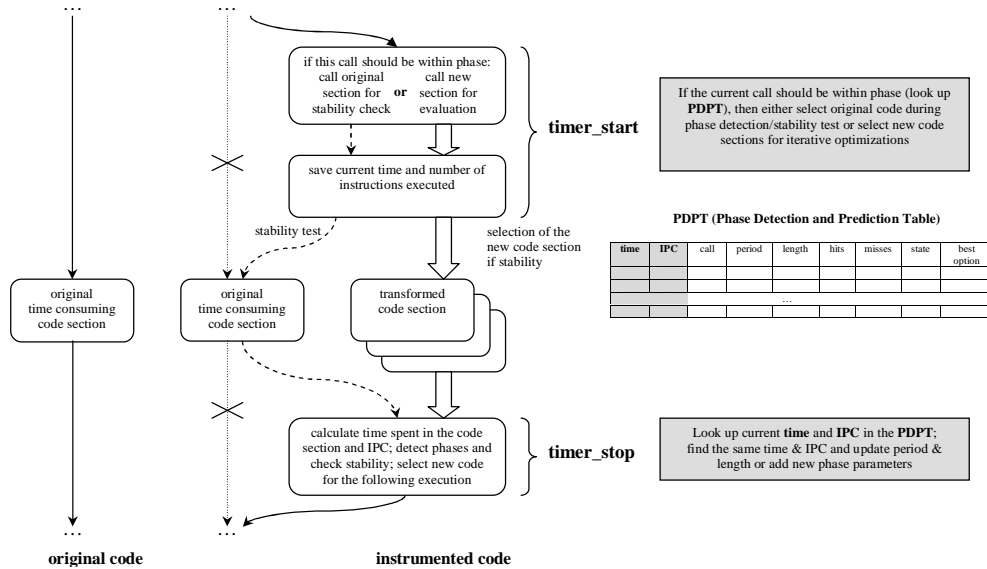 … … …
if this call should be within phase:
call original section for stability check
or
call new section for evaluation
timer_start
If the current call should be within phase (look up
PDPT), then either select original code during
phase detection/stability test or select new code
sections for iterative optimizations
save current time and number of
instructions executed
stability test
selection of the
new code section
if stability
PDPT (Phase Detection and Prediction Table)
time IPC call period length hits misses state best option
…
original
time consuming
code section
original
time consuming
code section
transformed
code section
calculate time spent in the code
section and IPC; detect phases and
check stability; select new code
for the following execution
timer_stop
Look up current time and IPC in the PDPT;
find the same time & IPC and update period &
length or add new phase parameters
… …
original code
instrumented code